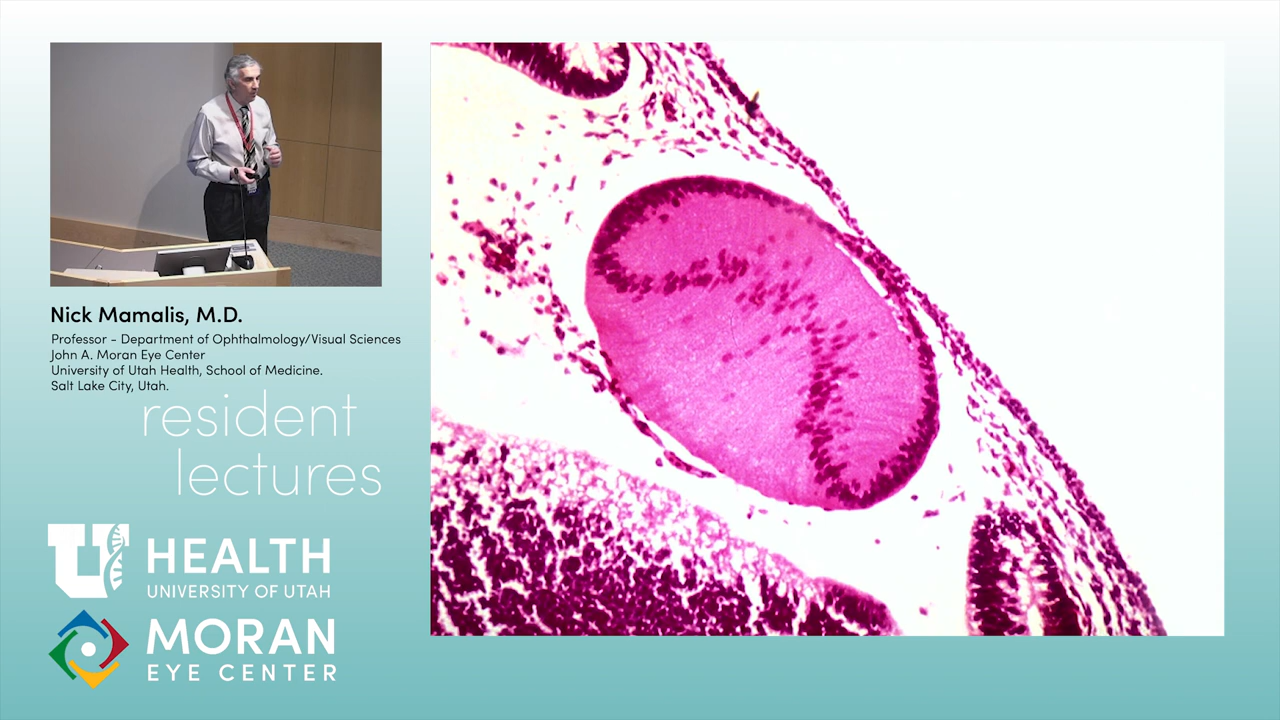 Nick Mamalis, M.D.
Professor - Department of Ophthalmology/Visual Sciences
John A. Moran Eye Center
University of Utah Health, School of Medicine.
Salt Lake City, Utah.
resident
lectures
U HEALTH
UNIVERSITY OF UTAH
MORAN
EYE CENTER